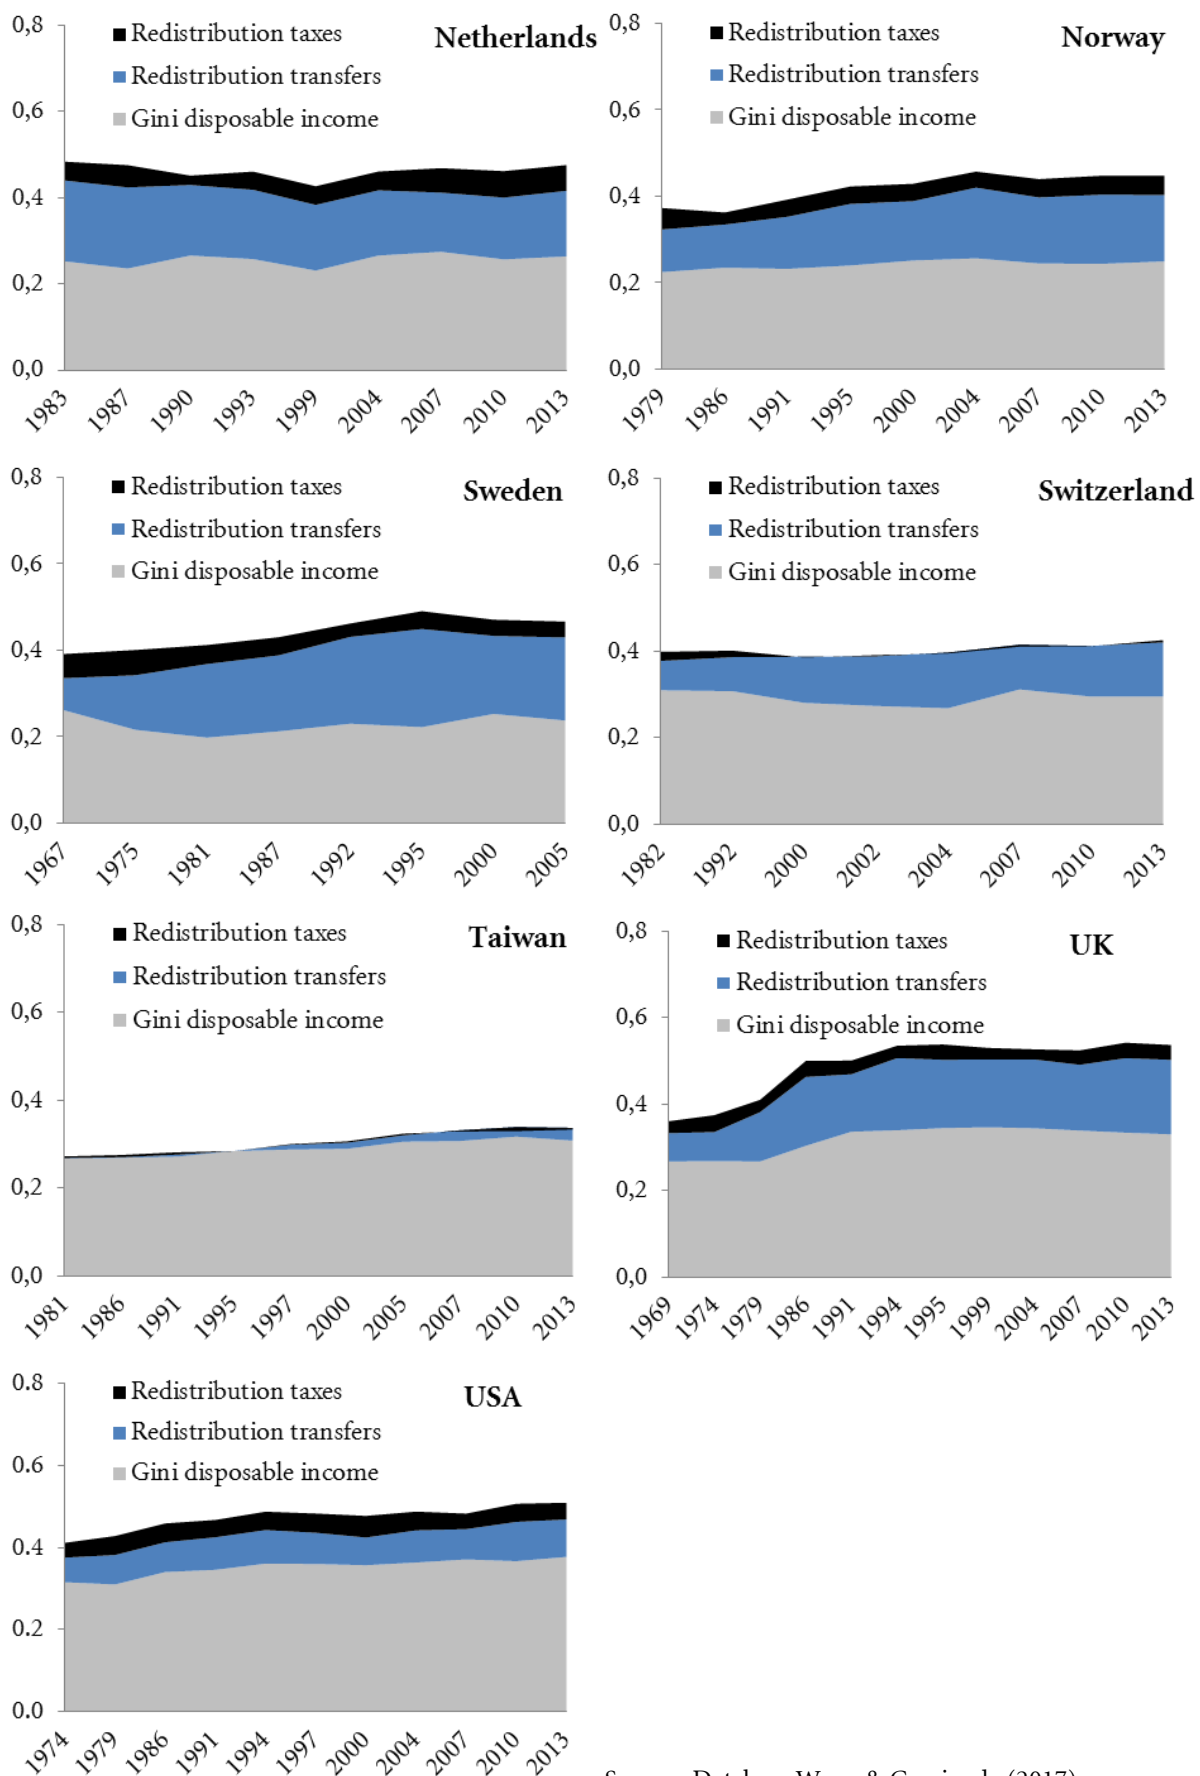 0,8
Redistribution taxes
Netherlands
Redistribution transfers
0,6
Gini disposable income
0,4
0,2
0,0
1983 1987 1990 1993 1999 2004 2007 2010 2013
0,8
Redistribution taxes
Norway
Redistribution transfers
0,6
Gini disposable income
0,4
0,2
0,0
1979 1986 1991 1995 2000 2004 2007 2010 2013
0,8
Redistribution taxes
Sweden
Redistribution transfers
0,6
Gini disposable income
0,4
0,2
0,0
1967 1975 1981 1987 1992 1995 2000 2005
0,8
Redistribution taxes
Switzerland
Redistribution transfers
0,6
Gini disposable income
0,4
0,2
0,0
1982 1992 2000 2002 2004 2007 2010 2013
0,8
Redistribution taxes
Taiwan
Redistribution transfers
0,6
Gini disposable income
0,4
0,2
0,0
1981 1986 1991 1995 1997 2000 2005 2007 2010 2013
0,8
Redistribution taxes
UK
Redistribution transfers
0,6
Gini disposable income
0,4
0,2
0,0
1969 1974 1979 1986 1991 1994 1995 1999 2004 2007 2010 2013
0.8
Redistribution taxes
USA
Redistribution transfers
0.6
Gini disposable income
0.4
0.2
0.0
1974 1979 1986 1991 1994 1997 2000 2004 2007 2010 2013
(2017)